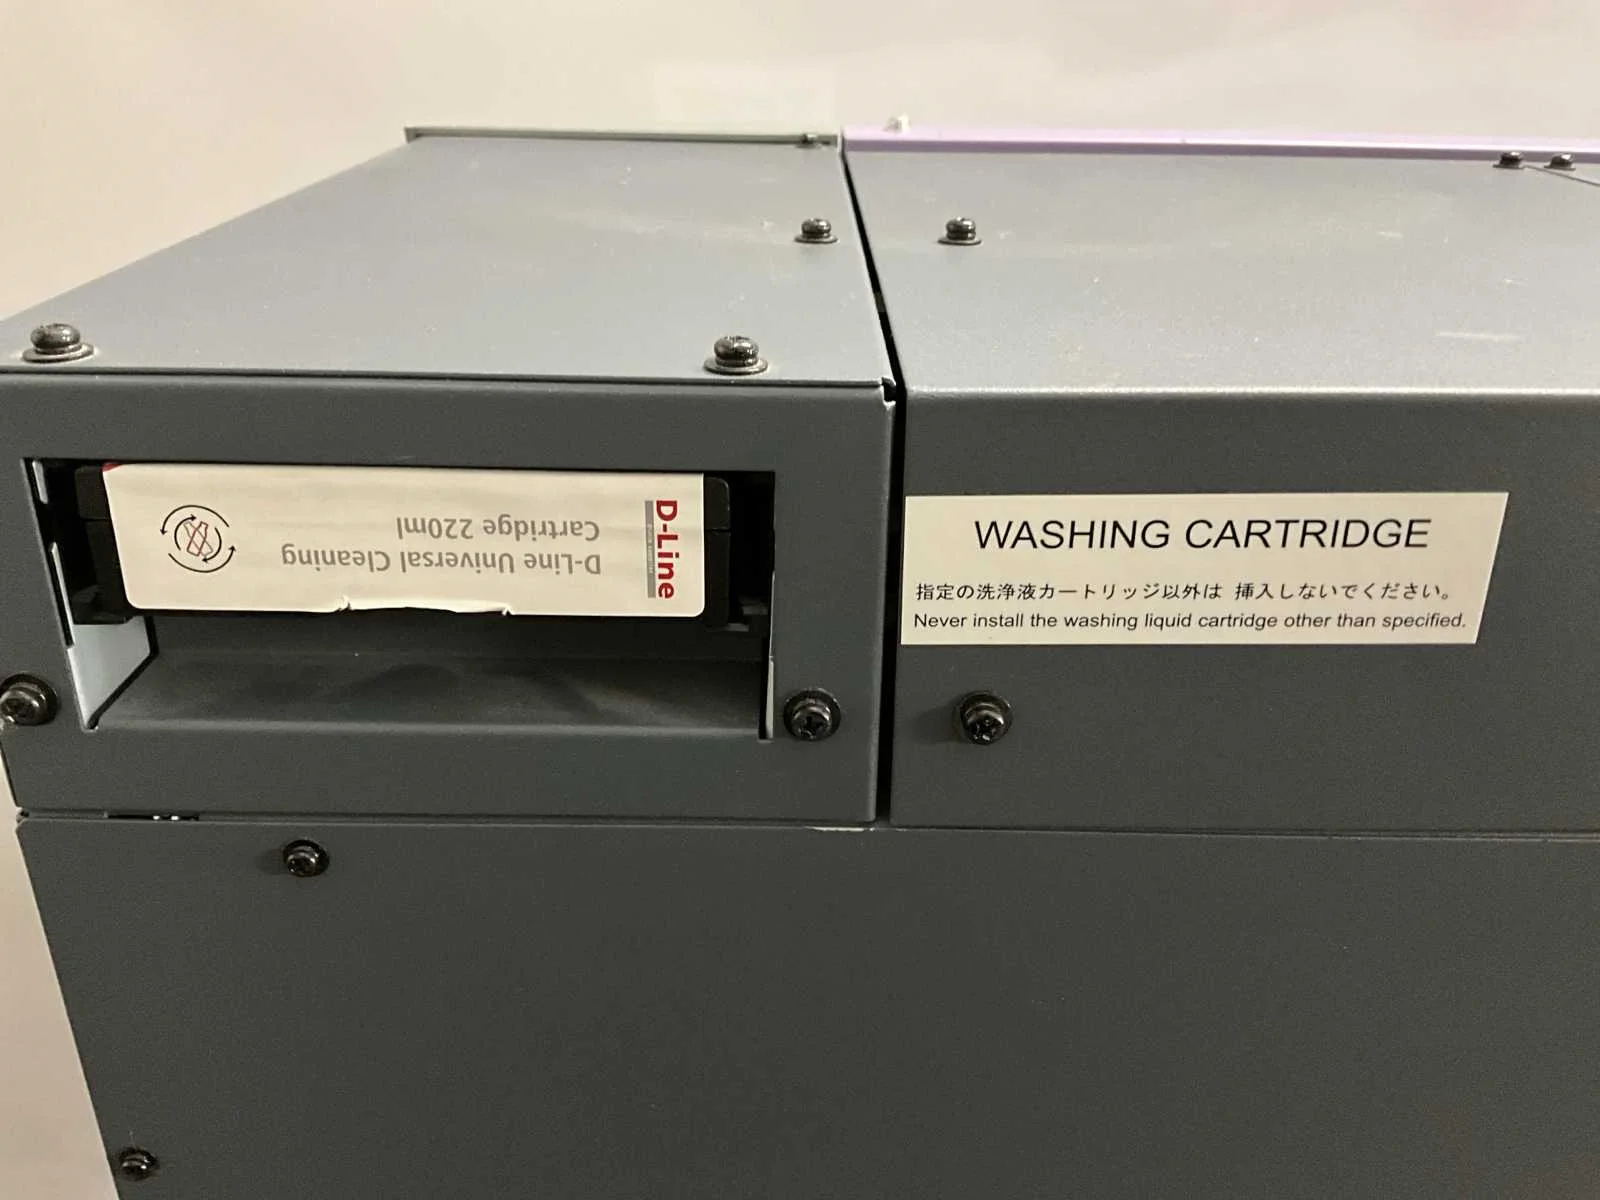 D-Line
D-Line Universal Cleaning
Cartridge 220ml
WASHING CARTRIDGE
指定の洗浄液カートリッジ以外は 挿入しないでください。
Never install the washing liquid cartridge other than specified.